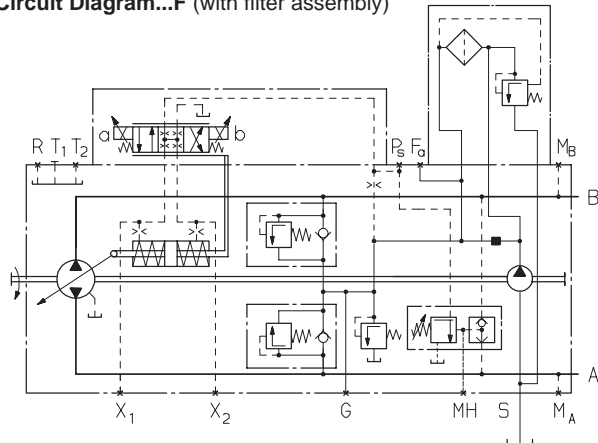 Circuit Diagram...F (with filter assembly)
a b
R T1 T2 Ps Fa MB
B
A
X1 X2 G MH S MA